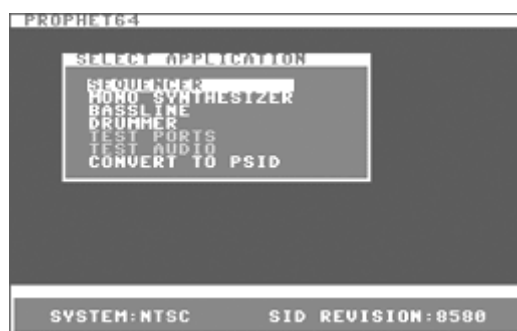 PROPHET64
SELECT APPLICATION
SEQUENCER
MONO SYNTHESIZER
BASSLINE
DRUMMER
TEST PORTS
TEST AUDIO
CONVERT TO PSID
SYSTEM:NTSC SID REVISION:8580